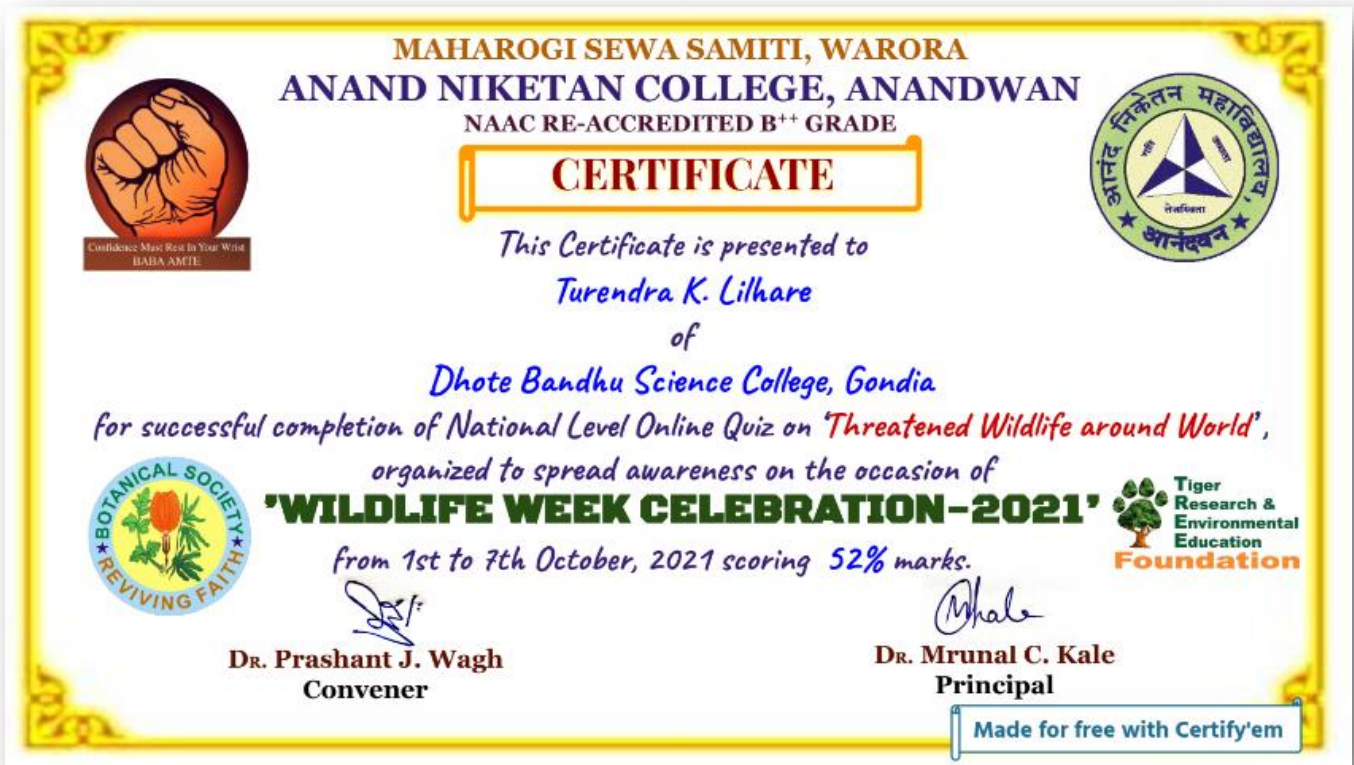 MAHAROGI SEWA SAMITI, WARORA
ANAND NIKETAN COLLEGE, ANANDWAN
NAAC RE-ACCREDITED B++ GRADE
CERTIFICATE
Confidence Must Rest In Your Wrist
BABA AMTE
आनंद निकेतन महाविद्यालय,
तेजस्विता
आनंदवन
This Certificate is presented to
Turendra K. Lilhare
of
Dhote Bandhu Science College, Gondia
for successful completion of National Level Online Quiz on 'Threatened Wildlife around World',
organized to spread awareness on the occasion of
'WILDLIFE WEEK CELEBRATION-2021'
from 1st to 7th October, 2021 scoring 52% marks.
BOTANICAL SOCIETY
REVIVING FAITH
Tiger
Research &
Environmental
Education
Foundation
Dr. Prashant J. Wagh
Convener
Dr. Mrunal C. Kale
Principal
Made for free with Certify'em